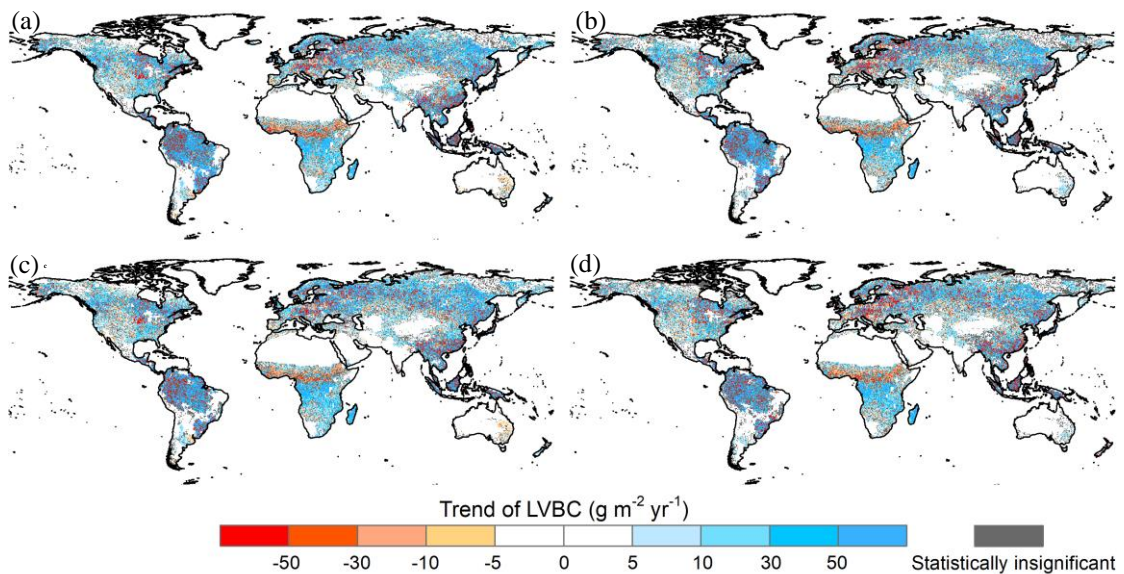 (a) (b)
(c) (d)
Trend of LVBC (g m⁻² yr⁻¹)
-50 -30 -10 -5 0 5 10 30 50 Statistically insignificant